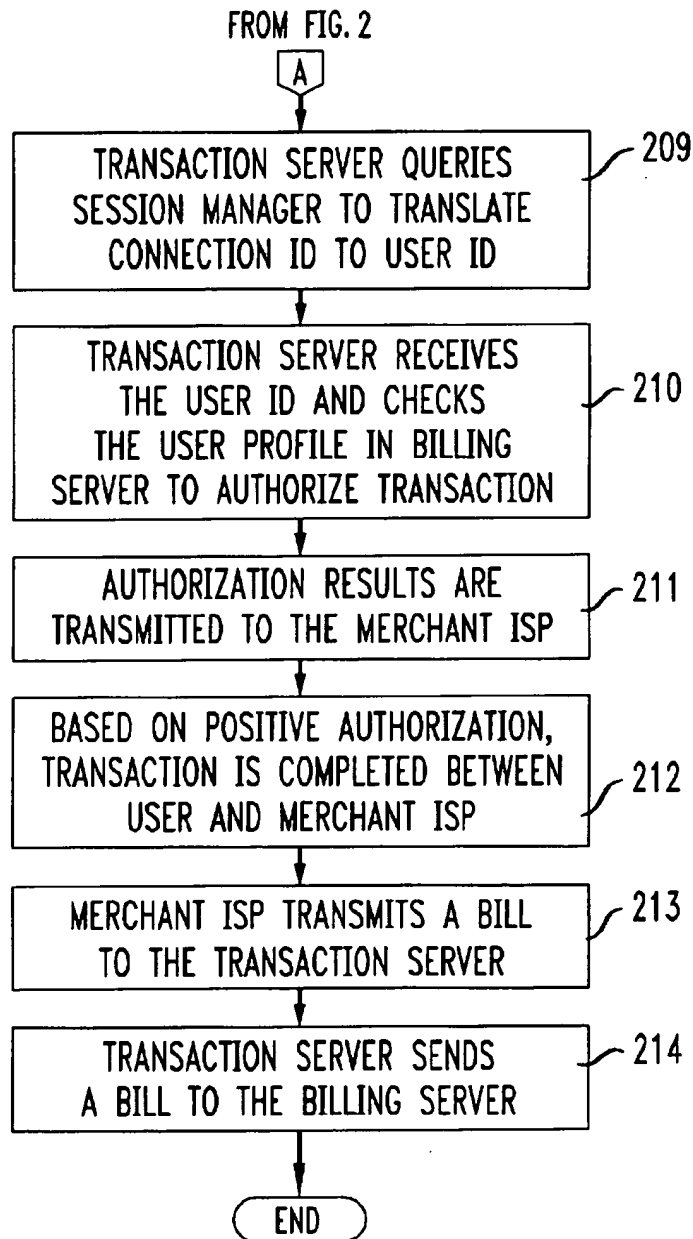 FROM FIG. 2
A
TRANSACTION SERVER QUERIES
SESSION MANAGER TO TRANSLATE
CONNECTION ID TO USER ID
209
TRANSACTION SERVER RECEIVES
THE USER ID AND CHECKS
THE USER PROFILE IN BILLING
SERVER TO AUTHORIZE TRANSACTION
210
AUTHORIZATION RESULTS ARE
TRANSMITTED TO THE MERCHANT ISP
211
BASED ON POSITIVE AUTHORIZATION,
TRANSACTION IS COMPLETED BETWEEN
USER AND MERCHANT ISP
212
MERCHANT ISP TRANSMITS A BILL
TO THE TRANSACTION SERVER
213
TRANSACTION SERVER SENDS
A BILL TO THE BILLING SERVER
214
END